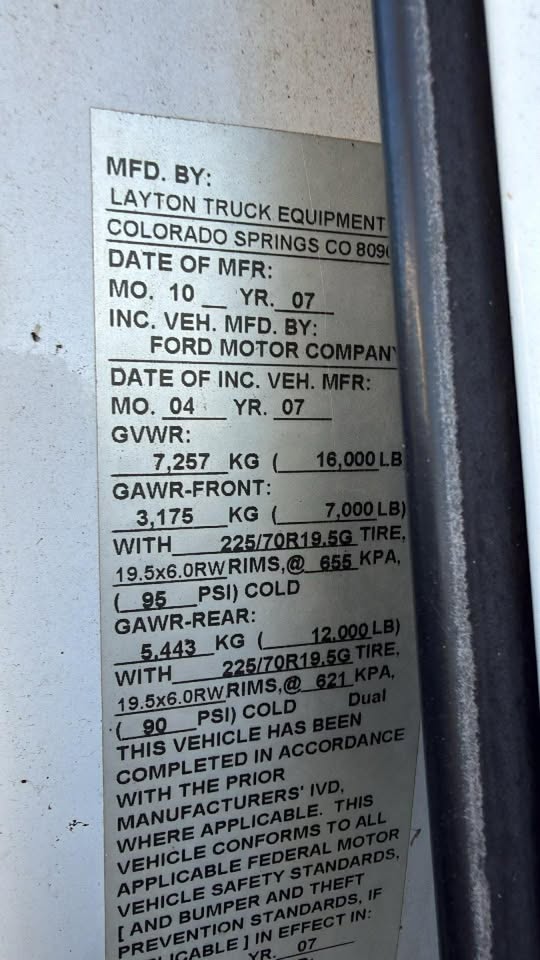 MFD. BY:
LAYTON TRUCK EQUIPMENT
COLORADO SPRINGS CO 809
DATE OF MFR:
MO. 10 __ YR. 07
INC. VEH. MFD. BY:
FORD MOTOR COMPAN
DATE OF INC. VEH. MFR:
MO. 04 YR. 07
GVWR:
7,257 KG ( 16,000 LB
GAWR-FRONT:
3,175 KG ( 7,000 LB)
WITH 225/70R19.5G TIRE,
19.5x6.0RW RIMS,@ 655 KPA,
( 95 PSI) COLD
GAWR-REAR:
5,443 KG ( 12,000 LB)
WITH 225/70R19.5G TIRE,
19.5x6.0RW RIMS,@ 621 KPA,
( 90 PSI) COLD Dual
THIS VEHICLE HAS BEEN
COMPLETED IN ACCORDANCE
WITH THE PRIOR
MANUFACTURERS' IVD,
WHERE APPLICABLE. THIS
VEHICLE CONFORMS TO ALL
APPLICABLE FEDERAL MOTOR
VEHICLE SAFETY STANDARDS,
[ AND BUMPER AND THEFT
PREVENTION STANDARDS, IF
LICABLE ] IN EFFECT IN:
YR. 07